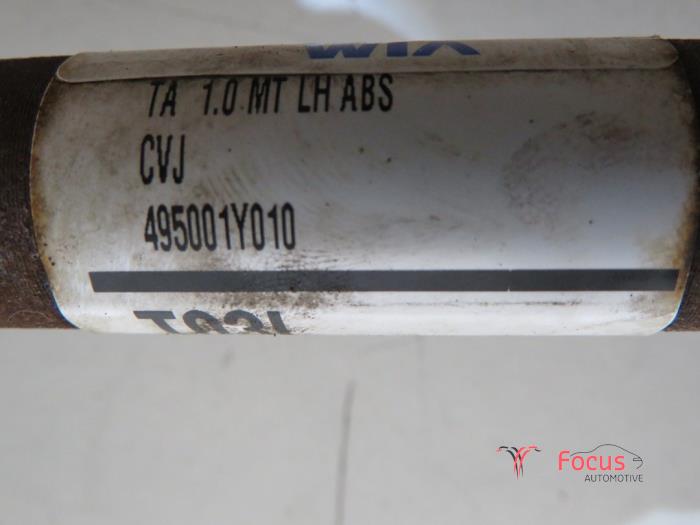 TA 1.0 MT LH ABS
CVJ
495001Y010
Focus
AUTOMOTIVE